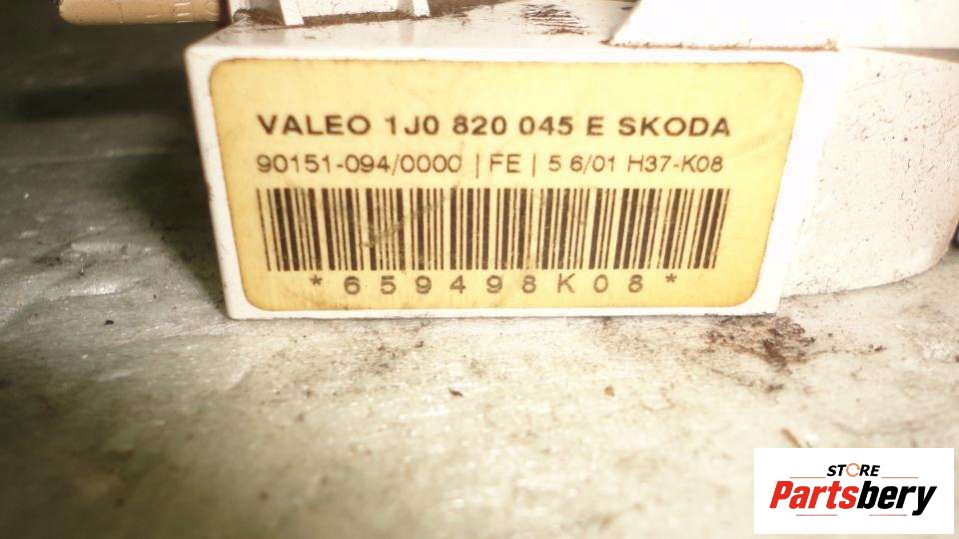 VALEO 1J0 820 045 E SKODA
90151-094/0000 | FE | 5 6/01 H37-K08
*659498K08*
STORE
Partsbery